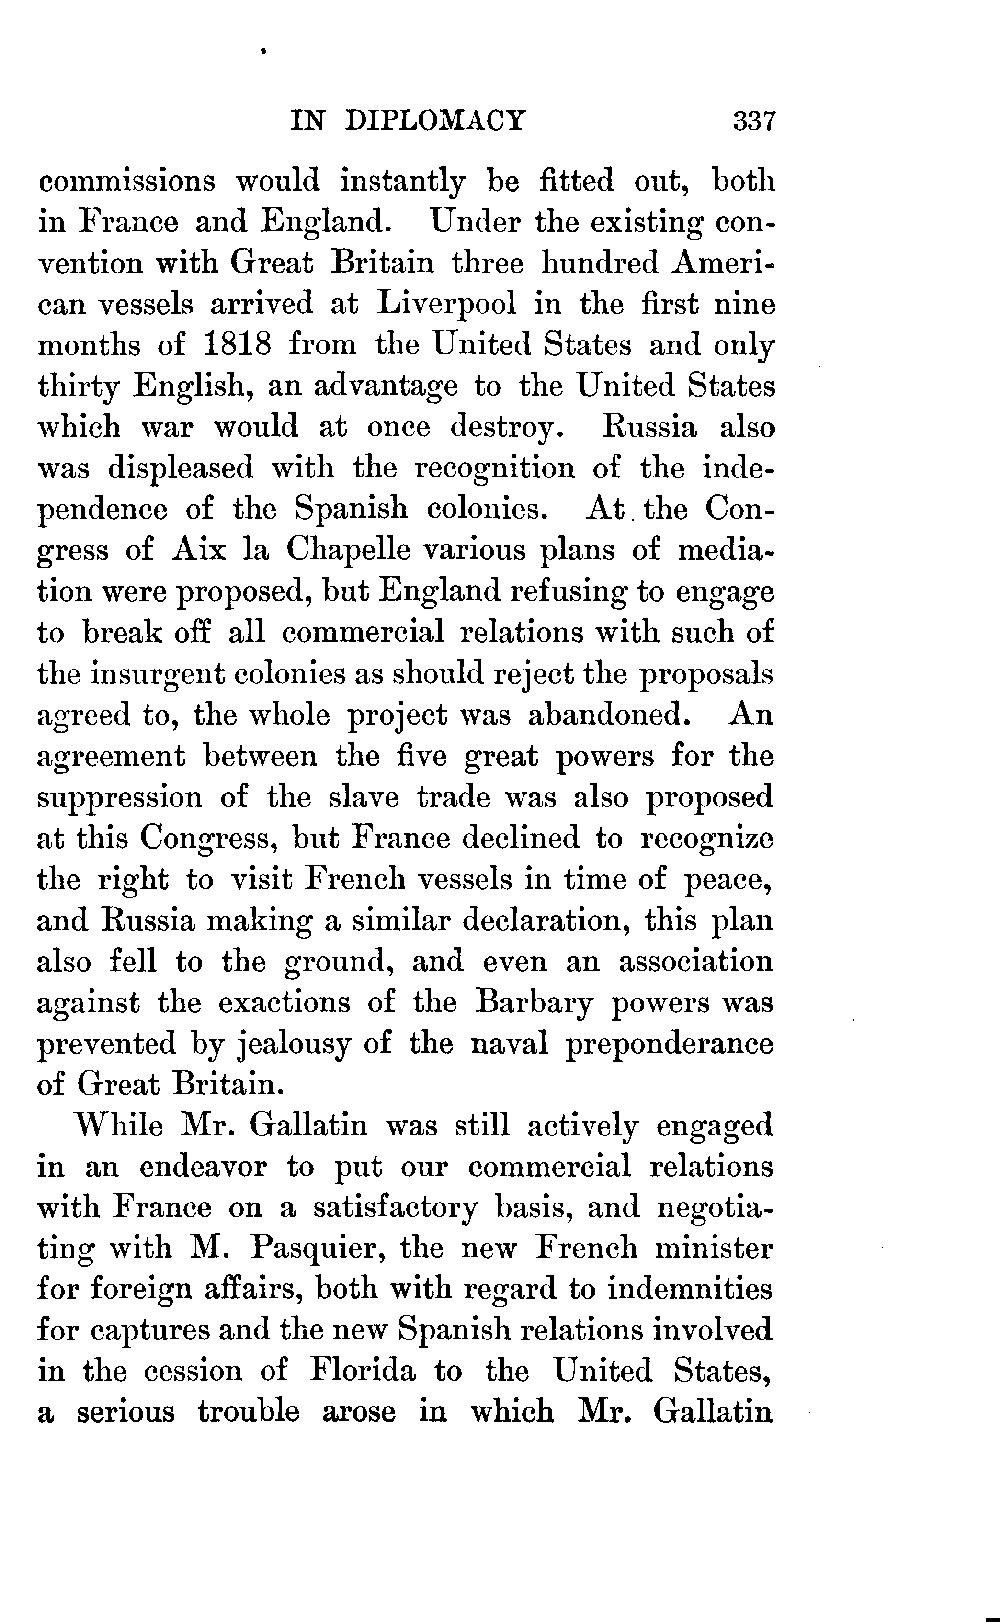 IN DIPLOMACY 337
commissions would instantly be fitted out, both
in France and England. Under the existing con-
vention with Great Britain three hundred Ameri-
can vessels arrived at Liverpool in the first nine
months of 1818 from the United States and only
thirty English, an advantage to the United States
which war would at once destroy. Russia also
was displeased with the recognition of the inde-
pendence of the Spanish colonies. At the Con-
gress of Aix la Chapelle various plans of media-
tion were proposed, but England refusing to engage
to break off all commercial relations with such of
the insurgent colonies as should reject the proposals
agreed to, the whole project was abandoned. An
agreement between the five great powers for the
suppression of the slave trade was also proposed
at this Congress, but France declined to recognize
the right to visit French vessels in time of peace,
and Russia making a similar declaration, this plan
also fell to the ground, and even an association
against the exactions of the Barbary powers was
prevented by jealousy of the naval preponderance
of Great Britain.
While Mr. Gallatin was still actively engaged
in an endeavor to put our commercial relations
with France on a satisfactory basis, and negotia-
ting with M. Pasquier, the new French minister
for foreign affairs, both with regard to indemnities
for captures and the new Spanish relations involved
in the cession of Florida to the United States,
a serious trouble arose in which Mr. Gallatin